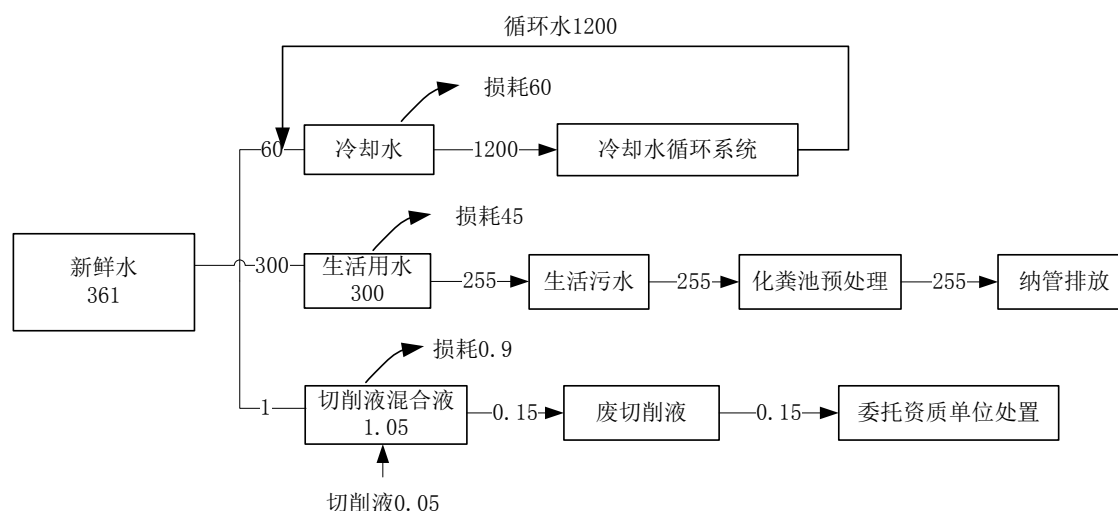 循环水1200
损耗60
60
冷却水
1200
冷却水循环系统
损耗45
新鲜水
361
300
生活用水
300
255
生活污水
255
化粪池预处理
255
纳管排放
损耗0.9
1
切削液混合液
1.05
0.15
废切削液
0.15
委托资质单位处置
切削液0.05